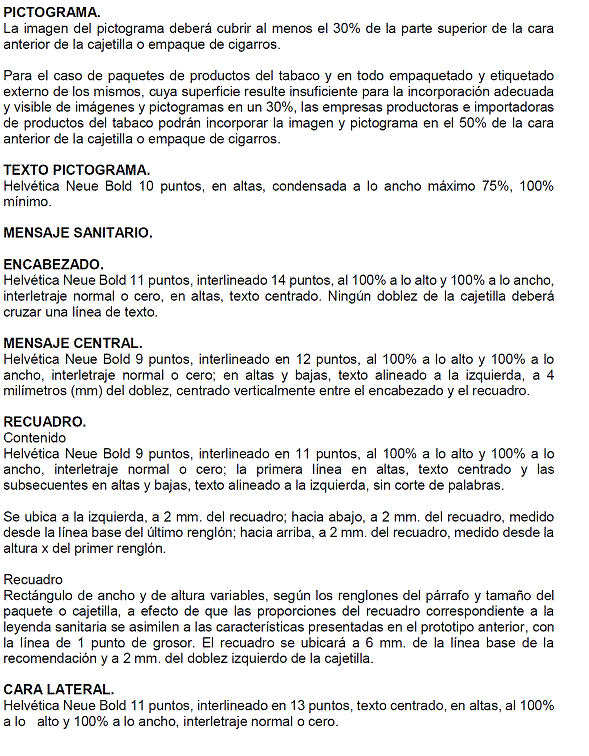 PICTOGRAMA.
La imagen del pictograma deberá cubrir al menos el 30% de la parte superior de la cara
anterior de la cajetilla o empaque de cigarros.
Para el caso de paquetes de productos del tabaco y en todo empaquetado y etiquetado
externo de los mismos, cuya superficie resulte insuficiente para la incorporación adecuada
y visible de imágenes y pictogramas en un 30%, las empresas productoras e importadoras
de productos del tabaco podrán incorporar la imagen y pictograma en el 50% de la cara
anterior de la cajetilla o empaque de cigarros.
TEXTO PICTOGRAMA.
Helvética Neue Bold 10 puntos, en altas, condensada a lo ancho máximo 75%, 100%
mínimo.
MENSAJE SANITARIO.
ENCABEZADO.
Helvética Neue Bold 11 puntos, interlineado 14 puntos, al 100% a lo alto y 100% a lo ancho,
interletraje normal o cero, en altas, texto centrado. Ningún doblez de la cajetilla deberá
cruzar una línea de texto.
MENSAJE CENTRAL.
Helvética Neue Bold 9 puntos, interlineado en 12 puntos, al 100% a lo alto y 100% a lo
ancho, interletraje normal o cero; en altas y bajas, texto alineado a la izquierda, a 4
milímetros (mm) del doblez, centrado verticalmente entre el encabezado y el recuadro.
RECUADRO.
Contenido
Helvética Neue Bold 9 puntos, interlineado en 11 puntos, al 100% a lo alto y 100% a lo
ancho, interletraje normal o cero; la primera línea en altas, texto centrado y las
subsecuentes en altas y bajas, texto alineado a la izquierda, sin corte de palabras.
Se ubica a la izquierda, a 2 mm. del recuadro; hacia abajo, a 2 mm. del recuadro, medido
desde la línea base del último renglón; hacia arriba, a 2 mm. del recuadro, medido desde la
altura x del primer renglón.
Recuadro
Rectángulo de ancho y de altura variables, según los renglones del párrafo y tamaño del
paquete o cajetilla, a efecto de que las proporciones del recuadro correspondiente a la
leyenda sanitaria se asimilen a las características presentadas en el prototipo anterior, con
la línea de 1 punto de grosor. El recuadro se ubicará a 6 mm. de la línea base de la
recomendación y a 2 mm. del doblez izquierdo de la cajetilla.
CARA LATERAL.
Helvética Neue Bold 11 puntos, interlineado en 13 puntos, texto centrado, en altas, al 100%
a lo alto y 100% a lo ancho, interletraje normal o cero.